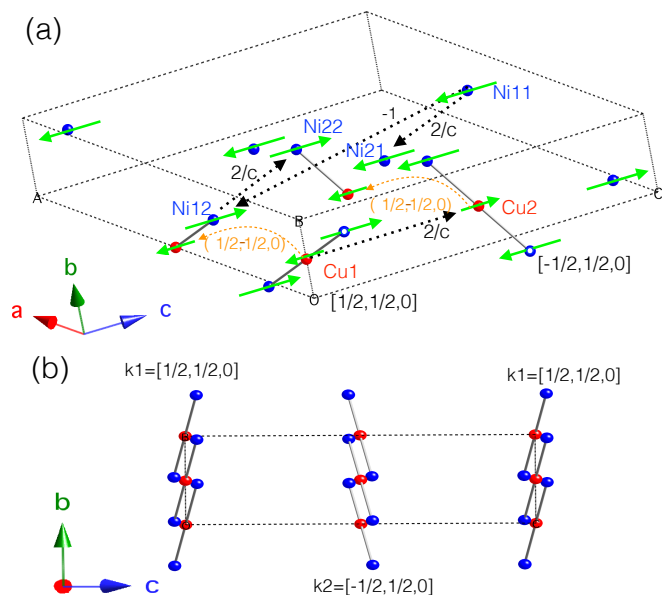 (a)
Ni11
-1
2/c
Ni22
2/c
Ni21
A
C
Ni12
B
( 1/2-1/2,0)
Cu2
( 1/2-1/2,0)
2/c
Cu1
[-1/2,1/2,0]
O
[1/2,1/2,0]
b
a
c
(b)
k1=[1/2,1/2,0]
k1=[1/2,1/2,0]
b
c
k2=[-1/2,1/2,0]